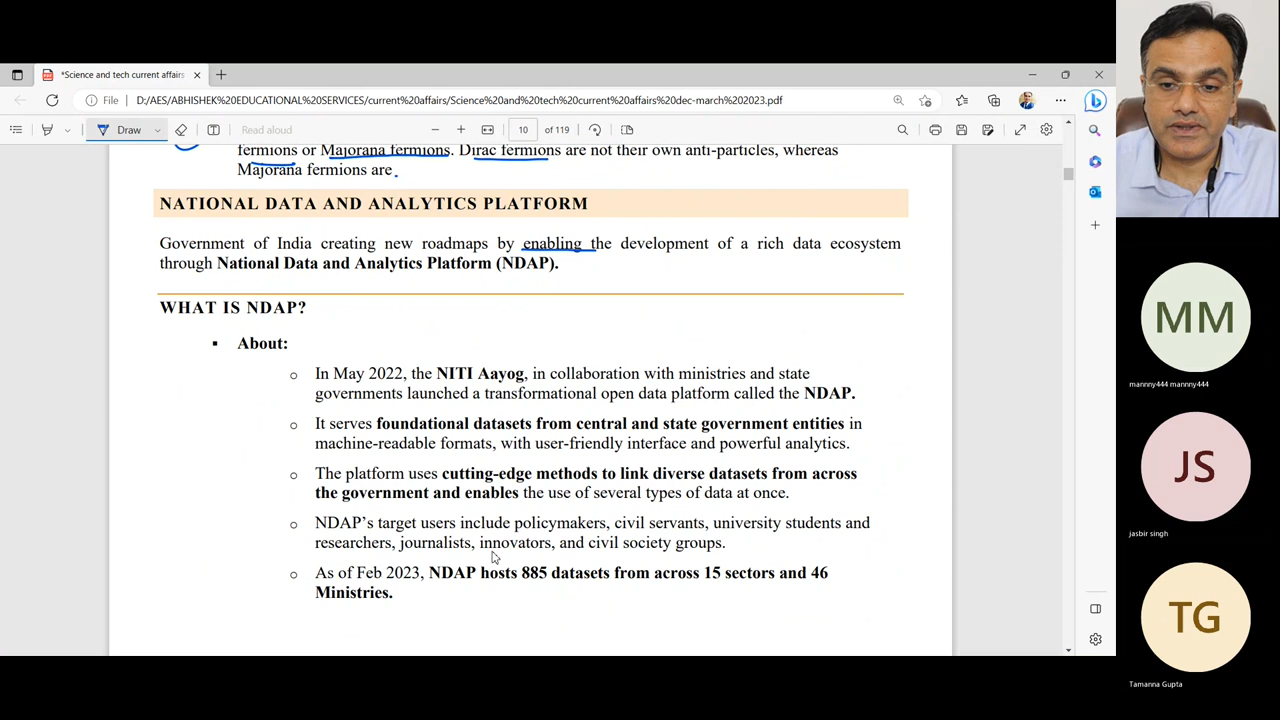 *Science and tech current affairs
File
D:/AES/ABHISHEK%20EDUCATIONAL%20SERVICES/current%20affairs/Science%20and%20tech%20current%20affairs%20dec-march%202023.pdf
Draw
Read aloud
10
of 119
fermions or Majorana fermions. Dirac fermions are not their own anti-particles, whereas
Majorana fermions are.
NATIONAL DATA AND ANALYTICS PLATFORM
Government of India creating new roadmaps by enabling the development of a rich data ecosystem
through National Data and Analytics Platform (NDAP).
WHAT IS NDAP?
▪ About:
o In May 2022, the NITI Aayog, in collaboration with ministries and state
governments launched a transformational open data platform called the NDAP.
o It serves foundational datasets from central and state government entities in
machine-readable formats, with user-friendly interface and powerful analytics.
o The platform uses cutting-edge methods to link diverse datasets from across
the government and enables the use of several types of data at once.
o NDAP's target users include policymakers, civil servants, university students and
researchers, journalists, innovators, and civil society groups.
o As of Feb 2023, NDAP hosts 885 datasets from across 15 sectors and 46
Ministries.
MM
mannny444 mannny444
JS
jasbir singh
TG
Tamanna Gupta